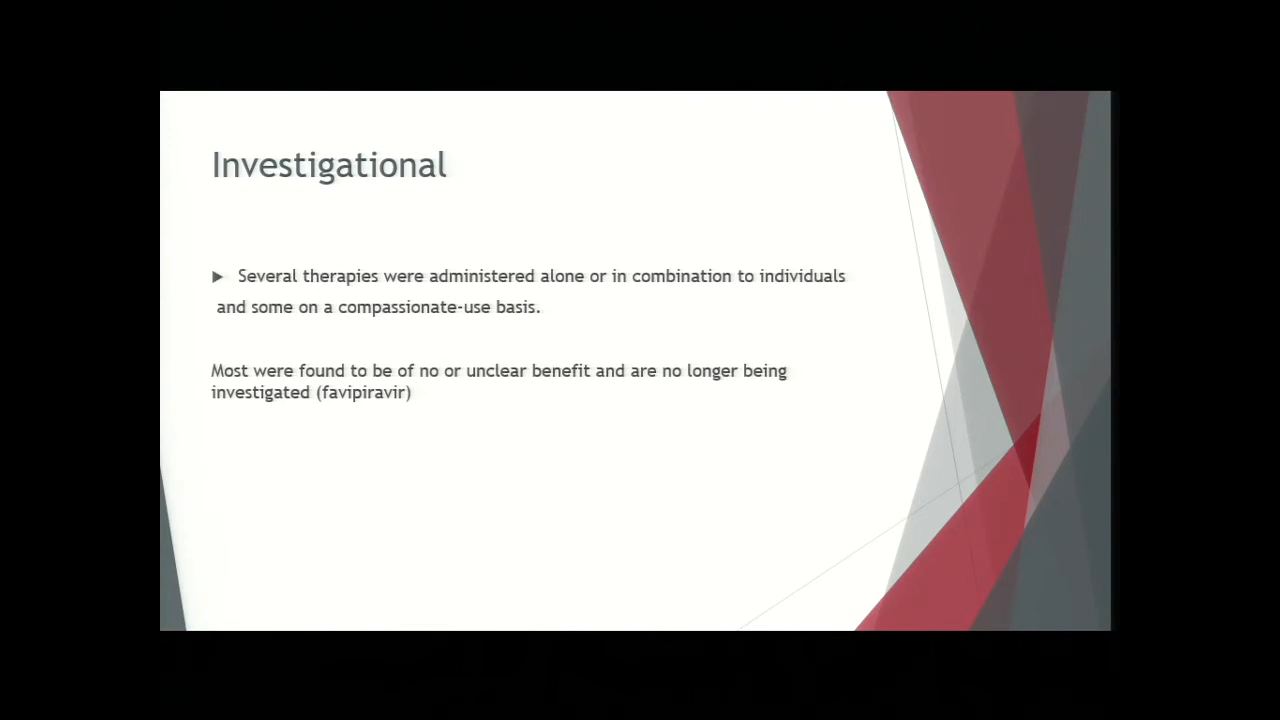 Investigational
Several therapies were administered alone or in combination to individuals
and some on a compassionate-use basis.
Most were found to be of no or unclear benefit and are no longer being
investigated (favipiravir)